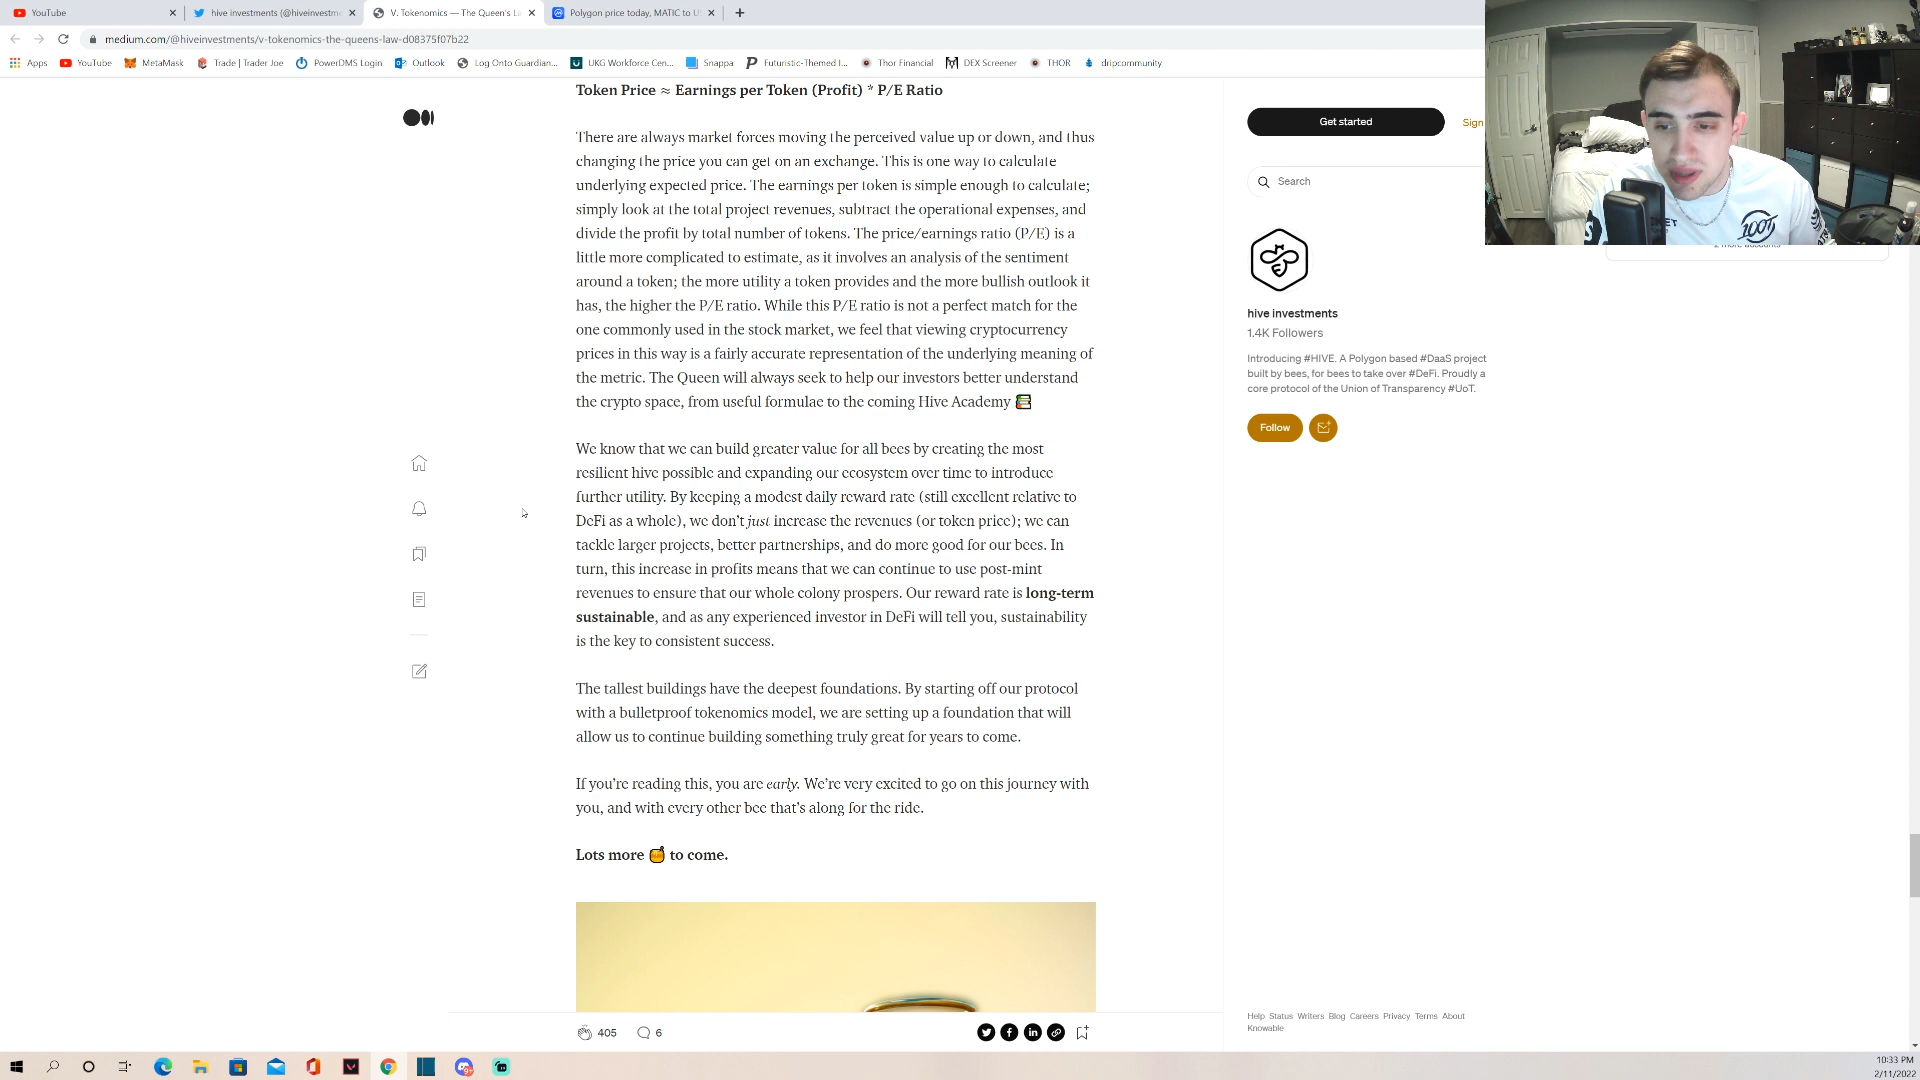 YouTube
hive investments (@hiveinvestm
V. Tokenomics — The Queen's La
Polygon price today, MATIC to U
medium.com/@hiveinvestments/v-tokenomics-the-queens-law-d08375f07b22
Apps
YouTube
MetaMask
Trade | Trader Joe
PowerDMS Login
Outlook
Log Onto Guardian...
UKG Workforce Cen...
Snappa
Futuristic-Themed I...
Thor Financial
DEX Screener
THOR
dripcommunity
Token Price ≈ Earnings per Token (Profit) * P/E Ratio
There are always market forces moving the perceived value up or down, and thus
changing the price you can get on an exchange. This is one way to calculate
underlying expected price. The earnings per token is simple enough to calculate;
simply look at the total project revenues, subtract the operational expenses, and
divide the profit by total number of tokens. The price/earnings ratio (P/E) is a
little more complicated to estimate, as it involves an analysis of the sentiment
around a token; the more utility a token provides and the more bullish outlook it
has, the higher the P/E ratio. While this P/E ratio is not a perfect match for the
one commonly used in the stock market, we feel that viewing cryptocurrency
prices in this way is a fairly accurate representation of the underlying meaning of
the metric. The Queen will always seek to help our investors better understand
the crypto space, from useful formulae to the coming Hive Academy 📚
We know that we can build greater value for all bees by creating the most
resilient hive possible and expanding our ecosystem over time to introduce
further utility. By keeping a modest daily reward rate (still excellent relative to
DeFi as a whole), we don't just increase the revenues (or token price); we can
tackle larger projects, better partnerships, and do more good for our bees. In
turn, this increase in profits means that we can continue to use post-mint
revenues to ensure that our whole colony prospers. Our reward rate is long-term
sustainable, and as any experienced investor in DeFi will tell you, sustainability
is the key to consistent success.
The tallest buildings have the deepest foundations. By starting off our protocol
with a bulletproof tokenomics model, we are setting up a foundation that will
allow us to continue building something truly great for years to come.
If you're reading this, you are early. We're very excited to go on this journey with
you, and with every other bee that's along for the ride.
Lots more 🍯 to come.
405
6
Get started
Sign
Search
hive investments
1.4K Followers
Introducing #HIVE. A Polygon based #DaaS project
built by bees, for bees to take over #DeFi. Proudly a
core protocol of the Union of Transparency #UoT.
Follow
Help Status Writers Blog Careers Privacy Terms About
Knowable
100T
10:33 PM
2/11/2022